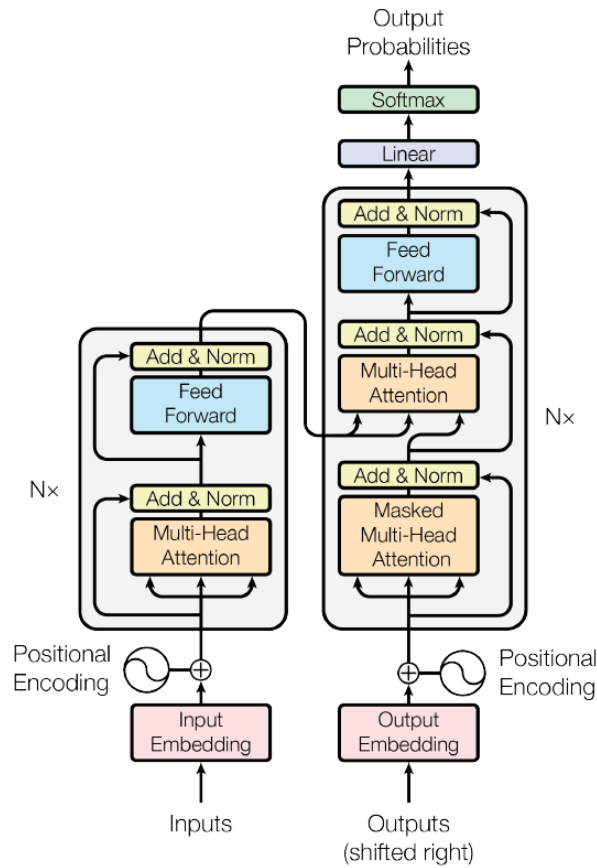 Output
Probabilities
Softmax
Linear
Add & Norm
Feed
Forward
Add & Norm
Multi-Head
Attention
Add & Norm
Masked
Multi-Head
Attention
N×
Add & Norm
Feed
Forward
Add & Norm
Multi-Head
Attention
N×
Positional
Encoding
Positional
Encoding
Input
Embedding
Output
Embedding
Inputs
Outputs
(shifted right)